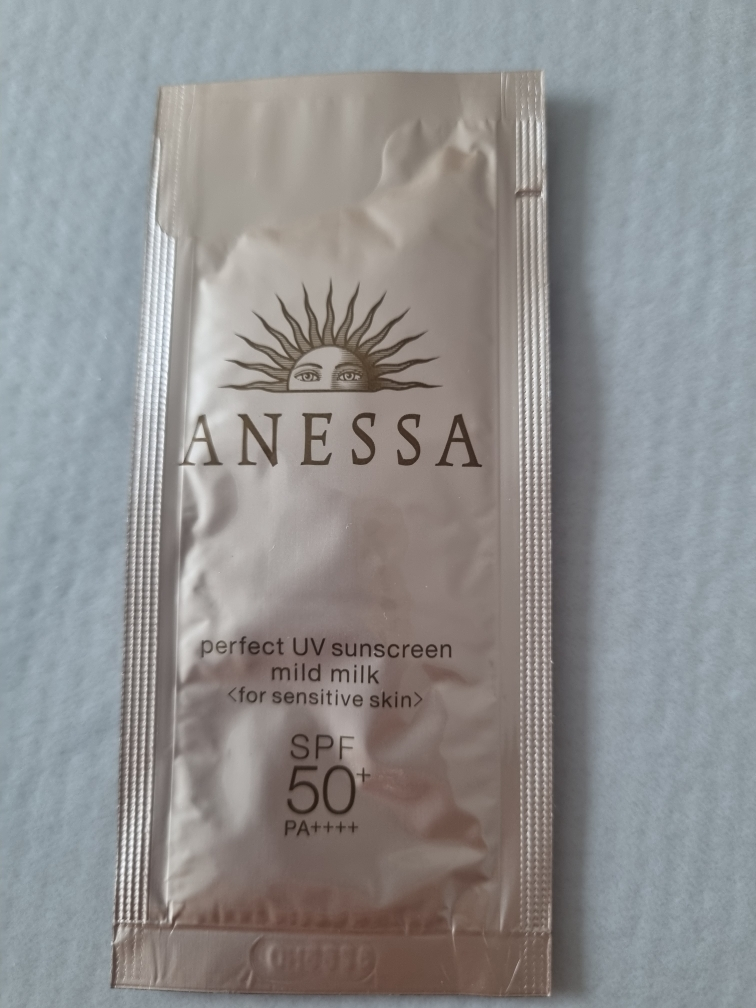 ANESSA
perfect UV sunscreen
mild milk
<for sensitive skin>
SPF
50+
PA++++